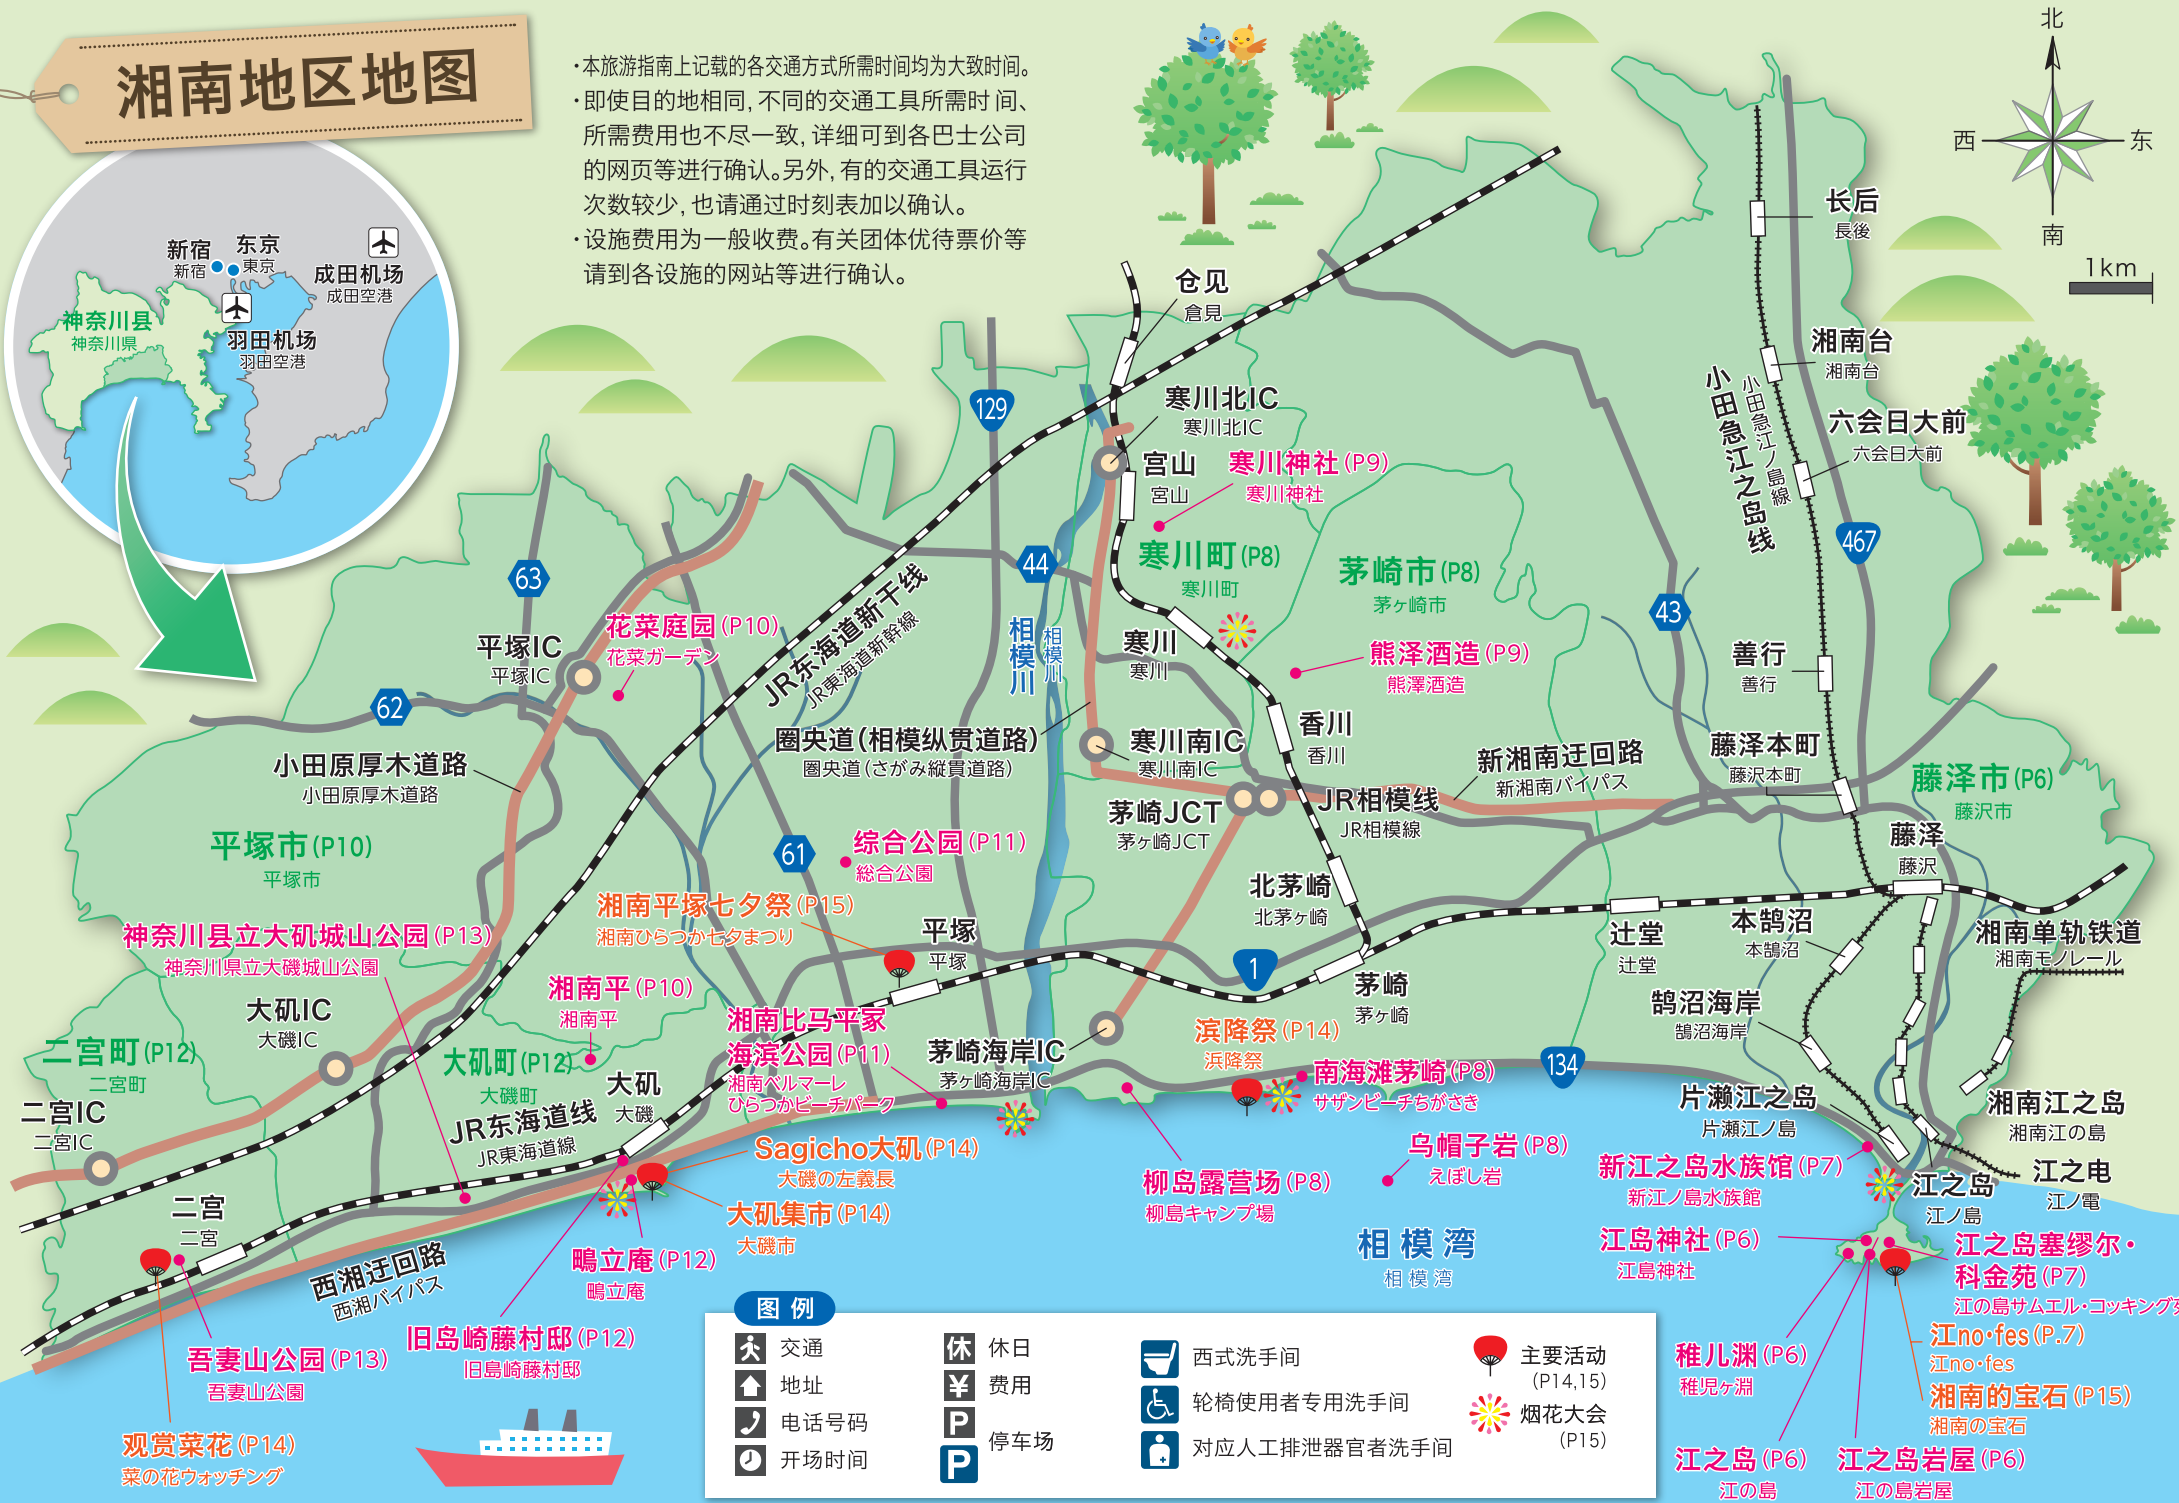 湘南地区地图
・本旅游指南上记载的各交通方式所需时间均为大致时间。
・即使目的地相同,不同的交通工具所需时间、
所需费用也不尽一致,详细可到各巴士公司
的网页等进行确认。另外,有的交通工具运行
次数较少,也请通过时刻表加以确认。
・设施费用为一般收费。有关团体优待票价等
请到各设施的网站等进行确认。
北
西
东
南
1km
新宿
新宿
东京
東京
成田机场
成田空港
神奈川县
神奈川県
羽田机场
羽田空港
长后
長後
湘南台
湘南台
小田急江之岛线
小田急江ノ島線
六会日大前
六会日大前
467
仓见
倉見
129
寒川北IC
寒川北IC
宫山
宮山
寒川神社(P9)
寒川神社
寒川町(P8)
寒川町
茅崎市(P8)
茅ヶ崎市
44
63
43
62
61
1
134
平塚IC
平塚IC
花菜庭园(P10)
花菜ガーデン
JR东海道新干线
JR東海道新幹線
相模川
相模川
寒川
寒川
熊泽酒造(P9)
熊澤酒造
善行
善行
香川
香川
圈央道(相模纵贯道路)
圏央道(さがみ縦貫道路)
寒川南IC
寒川南IC
新湘南迂回路
新湘南バイパス
藤泽本町
藤沢本町
藤泽市(P6)
藤沢市
小田原厚木道路
小田原厚木道路
茅崎JCT
茅ヶ崎JCT
JR相模线
JR相模線
平塚市(P10)
平塚市
综合公园(P11)
総合公園
藤泽
藤沢
北茅崎
北茅ヶ崎
湘南平塚七夕祭(P15)
湘南ひらつか七夕まつり
平塚
平塚
神奈川县立大矶城山公园(P13)
神奈川県立大磯城山公園
辻堂
辻堂
本鹄沼
本鵠沼
湘南单轨铁道
湘南モノレール
湘南平(P10)
湘南平
大矶IC
大磯IC
茅崎
茅ヶ崎
鹄沼海岸
鵠沼海岸
二宫町(P12)
二宮町
大矶町(P12)
大磯町
湘南比马平冢
海滨公园(P11)
湘南ベルマーレ
ひらつかビーチパーク
茅崎海岸IC
茅ヶ崎海岸IC
滨降祭(P14)
浜降祭
南海滩茅崎(P8)
サザンビーチちがさき
大矶
大磯
二宫IC
二宮IC
JR东海道线
JR東海道線
片瀬江之岛
片瀬江ノ島
湘南江之岛
湘南江の島
Sagicho大矶(P14)
大磯の左義長
大矶集市(P14)
大磯市
柳岛露营场(P8)
柳島キャンプ場
乌帽子岩(P8)
えぼし岩
新江之岛水族馆(P7)
新江ノ島水族館
江之岛
江ノ島
江之电
江ノ電
二宫
二宮
鴫立庵(P12)
鴫立庵
相模湾
相模湾
江岛神社(P6)
江島神社
江之岛塞缪尔・
科金苑(P7)
江の島サムエル・コッキング苑
西湘迂回路
西湘バイパス
旧岛崎藤村邸(P12)
旧島崎藤村邸
吾妻山公园(P13)
吾妻山公園
江no・fes(P.7)
江no・fes
稚儿渊(P6)
稚児ヶ淵
湘南的宝石(P15)
湘南の宝石
观赏菜花(P14)
菜の花ウォッチング
江之岛(P6)
江の島
江之岛岩屋(P6)
江の島岩屋
图例
交通
地址
电话号码
开场时间
休
休日
¥
费用
P
P
停车场
西式洗手间
轮椅使用者专用洗手间
对应人工排泄器官者洗手间
主要活动
(P14,15)
烟花大会
(P15)